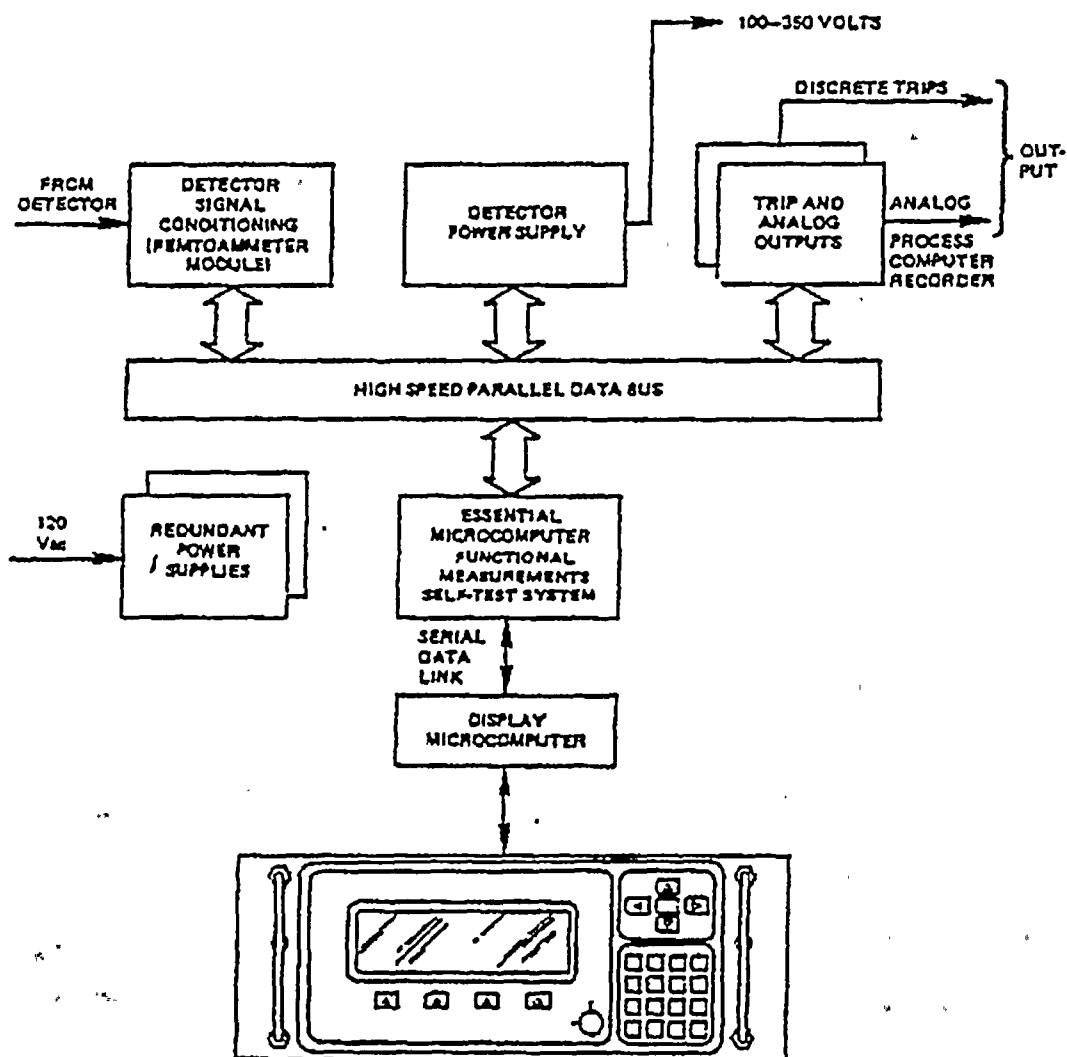 100–350 VOLTS
DISCRETE TRIPS
OUT-
PUT
FROM
DETECTOR
DETECTOR
SIGNAL
CONDITIONING
(FEMTOAMMETER
MODULE)
DETECTOR
POWER SUPPLY
TRIP AND
ANALOG
OUTPUTS
ANALOG
PROCESS
COMPUTER
RECORDER
HIGH SPEED PARALLEL DATA BUS
120
Vac
REDUNDANT
POWER
SUPPLIES
ESSENTIAL
MICROCOMPUTER
FUNCTIONAL
MEASUREMENTS
SELF-TEST SYSTEM
SERIAL
DATA
LINK
DISPLAY
MICROCOMPUTER